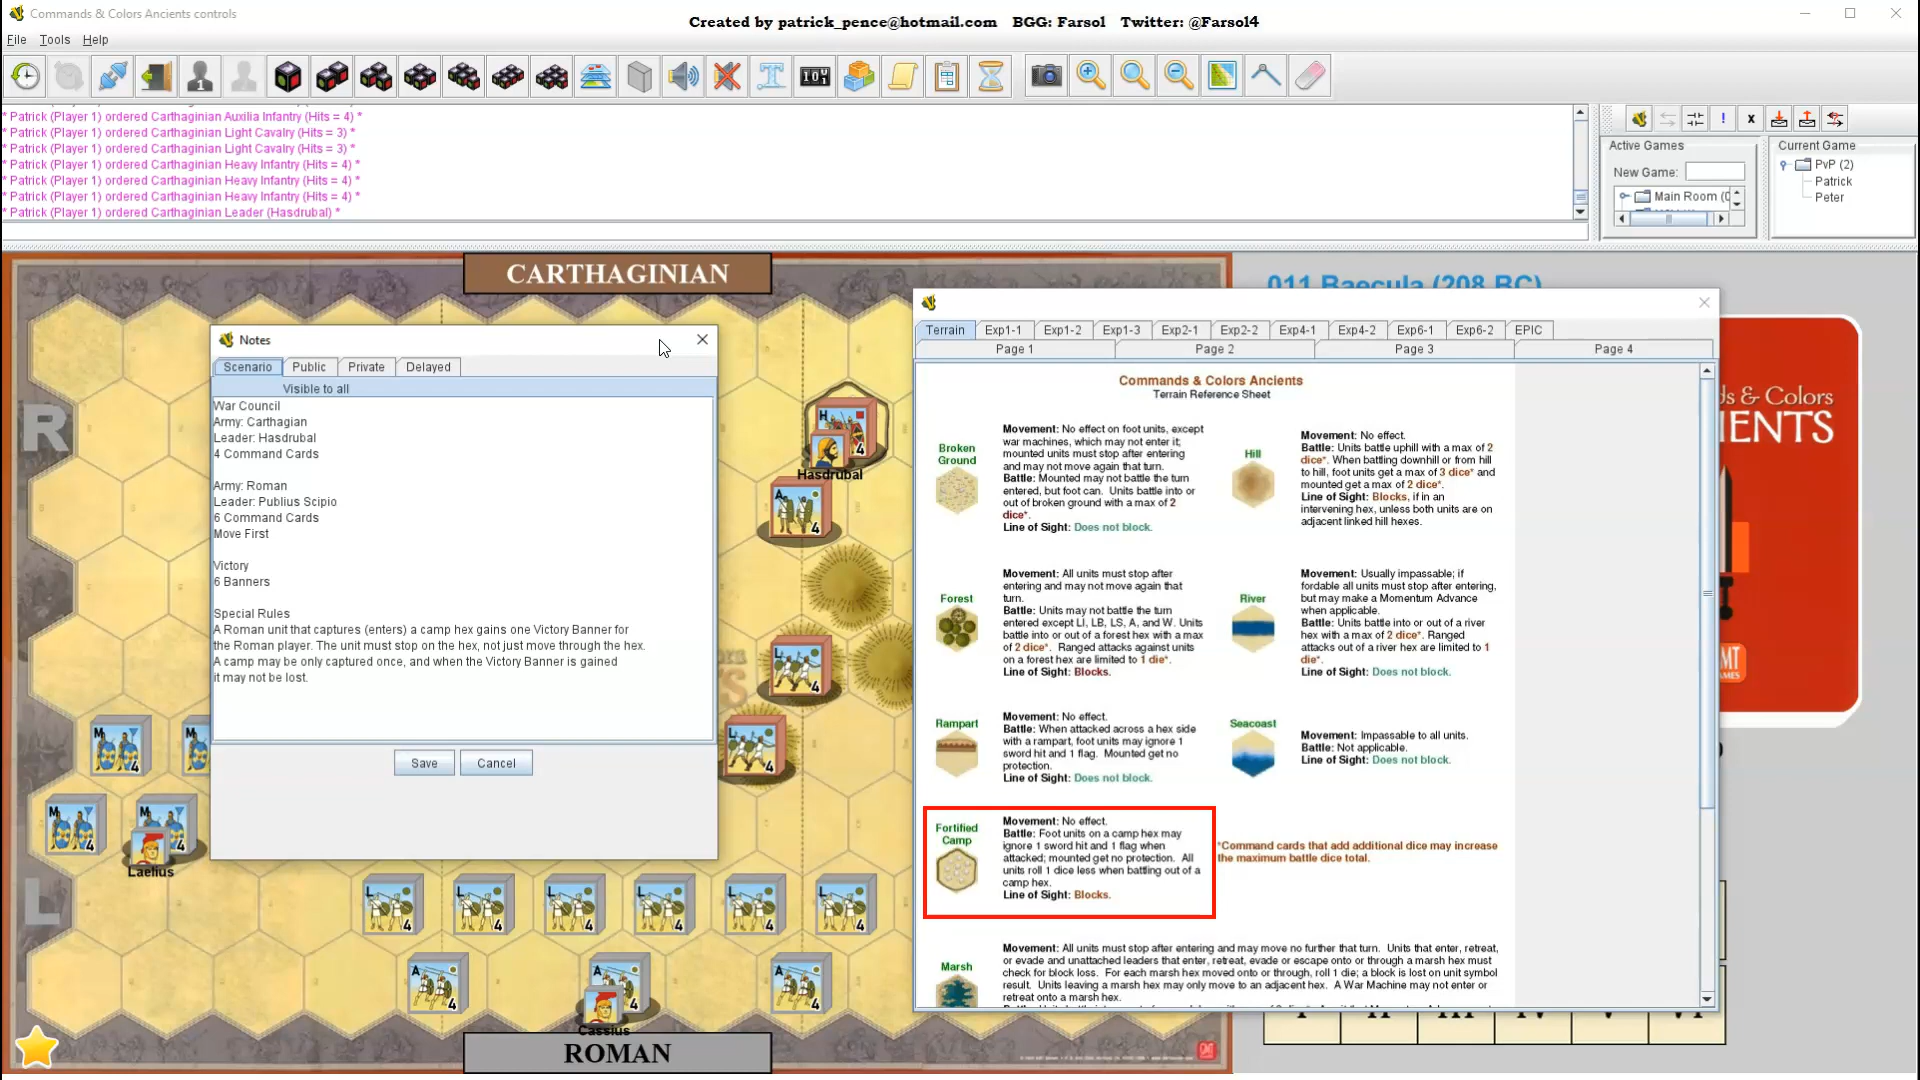 Commands & Colors Ancients controls
Created by patrick_pence@hotmail.com BGG: Farsol Twitter: @Farsol4
File Tools Help
* Patrick (Player 1) ordered Carthaginian Auxilia Infantry (Hits = 4) *
* Patrick (Player 1) ordered Carthaginian Light Cavalry (Hits = 3) *
* Patrick (Player 1) ordered Carthaginian Light Cavalry (Hits = 3) *
* Patrick (Player 1) ordered Carthaginian Heavy Infantry (Hits = 4) *
* Patrick (Player 1) ordered Carthaginian Heavy Infantry (Hits = 4) *
* Patrick (Player 1) ordered Carthaginian Heavy Infantry (Hits = 4) *
* Patrick (Player 1) ordered Carthaginian Leader (Hasdrubal) *
Active Games
New Game:
Main Room (0
Current Game
PvP (2)
Patrick
Peter
CARTHAGINIAN
011 Baecula (208 BC)
Notes
Scenario Public Private Delayed
Visible to all
War Council
Army: Carthagian
Leader: Hasdrubal
4 Command Cards
Army: Roman
Leader: Publius Scipio
6 Command Cards
Move First
Victory
6 Banners
Special Rules
A Roman unit that captures (enters) a camp hex gains one Victory Banner for
the Roman player. The unit must stop on the hex, not just move through the hex.
A camp may be only captured once, and when the Victory Banner is gained
it may not be lost.
Save Cancel
R
L
H
4
Hasdrubal
A
4
L
4
L
4
M
M
M
4
M
4
Laelius
L 4
L 4
L 4
L 4
L 4
L 4
A 4
A
A 4
Cassius
ROMAN
Terrain Exp1-1 Exp1-2 Exp1-3 Exp2-1 Exp2-2 Exp4-1 Exp4-2 Exp6-1 Exp6-2 EPIC
Page 1 Page 2 Page 3 Page 4
Commands & Colors Ancients
Terrain Reference Sheet
Broken
Ground
Movement: No effect on foot units, except
war machines, which may not enter it;
mounted units must stop after entering
and may not move again that turn.
Battle: Mounted may not battle the turn
entered, but foot can. Units battle into or
out of broken ground with a max of 2
dice*.
Line of Sight: Does not block.
Hill
Movement: No effect.
Battle: Units battle uphill with a max of 2
dice*. When battling downhill or from hill
to hill, foot units get a max of 3 dice* and
mounted get a max of 2 dice*.
Line of Sight: Blocks, if in an
intervening hex, unless both units are on
adjacent linked hill hexes.
Forest
Movement: All units must stop after
entering and may not move again that
turn.
Battle: Units may not battle the turn
entered except LI, LB, LS, A, and W. Units
battle into or out of a forest hex with a max
of 2 dice*. Ranged attacks against units
on a forest hex are limited to 1 die*.
Line of Sight: Blocks.
River
Movement: Usually impassable; if
fordable all units must stop after entering,
but may make a Momentum Advance
when applicable.
Battle: Units battle into or out of a river
hex with a max of 2 dice*. Ranged
attacks out of a river hex are limited to 1
die*.
Line of Sight: Does not block.
Rampart
Movement: No effect.
Battle: When attacked across a hex side
with a rampart, foot units may ignore 1
sword hit and 1 flag. Mounted get no
protection.
Line of Sight: Does not block.
Seacoast
Movement: Impassable to all units.
Battle: Not applicable.
Line of Sight: Does not block.
Fortified
Camp
Movement: No effect.
Battle: Foot units on a camp hex may
ignore 1 sword hit and 1 flag when
attacked; mounted get no protection. All
units roll 1 dice less when battling out of a
camp hex.
Line of Sight: Blocks.
*Command cards that add additional dice may increase
the maximum battle dice total.
Marsh
Movement: All units must stop after entering and may move no further that turn. Units that enter, retreat,
or evade and unattached leaders that enter, retreat, evade or escape onto or through a marsh hex must
check for block loss. For each marsh hex moved onto or through, roll 1 die; a block is lost on unit symbol
result. Units leaving a marsh hex may only move to an adjacent hex. A War Machine may not enter or
retreat onto a marsh hex.
ds & Colors
IENTS
MT
AMES
I II III IV V VI